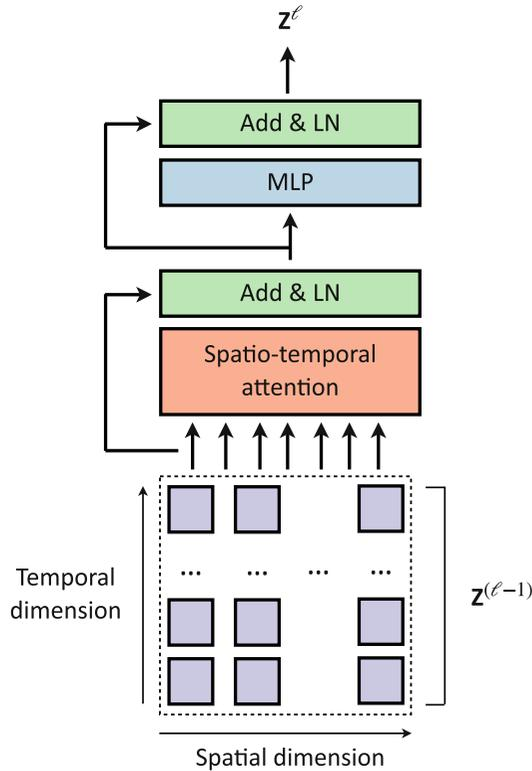 Z^ℓ
Add & LN
MLP
Add & LN
Spatio-temporal
attention
... ... ... ...
Temporal
dimension
Z^(ℓ−1)
Spatial dimension